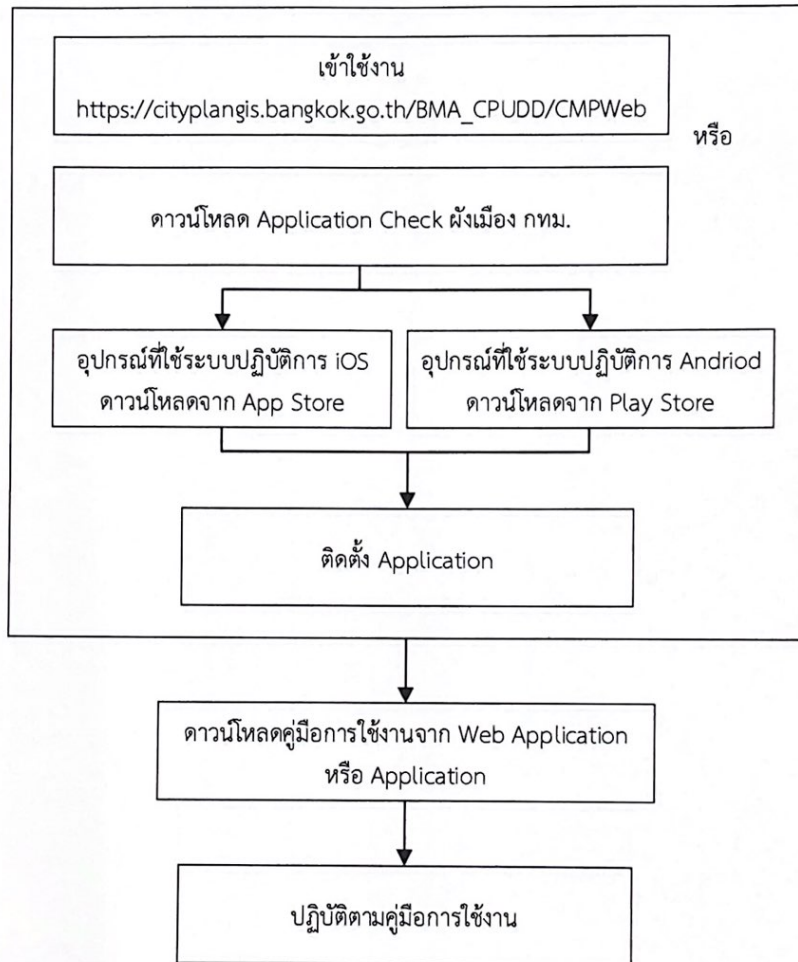 เข้าใช้งาน
https://cityplangis.bangkok.go.th/BMA_CPUDD/CMPWeb
หรือ
ดาวน์โหลด Application Check ผังเมือง กทม.
อุปกรณ์ที่ใช้ระบบปฏิบัติการ iOS
ดาวน์โหลดจาก App Store
อุปกรณ์ที่ใช้ระบบปฏิบัติการ Andriod
ดาวน์โหลดจาก Play Store
ติดตั้ง Application
ดาวน์โหลดคู่มือการใช้งานจาก Web Application
หรือ Application
ปฏิบัติตามคู่มือการใช้งาน